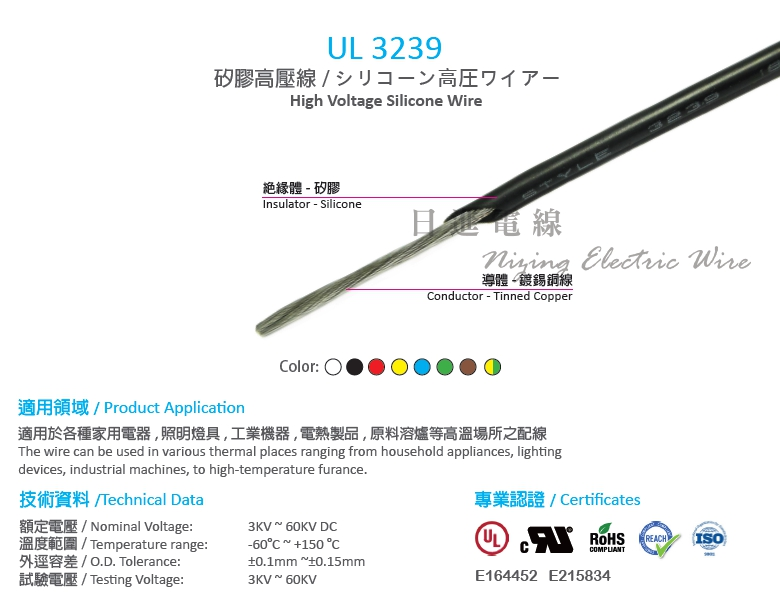 UL 3239
矽膠高壓線 / シリコーン高圧ワイアー
High Voltage Silicone Wire
STYLE 3239
絕緣體 - 矽膠
Insulator - Silicone
日進電線
Nizing Electric Wire
導體 - 鍍錫銅線
Conductor - Tinned Copper
Color:
適用領域 / Product Application
適用於各種家用電器 , 照明燈具 , 工業機器 , 電熱製品 , 原料溶爐等高溫場所之配線
The wire can be used in various thermal places ranging from household appliances, lighting
devices, industrial machines, to high-temperature furance.
技術資料 /Technical Data
額定電壓 / Nominal Voltage: 3KV ~ 60KV DC
溫度範圍 / Temperature range: -60°C ~ +150 °C
外逕容差 / O.D. Tolerance: ±0.1mm ~±0.15mm
試驗電壓 / Testing Voltage: 3KV ~ 60KV
專業認證 / Certificates
UL
c RU US
RoHS
COMPLIANT
REACH
ISO
E164452 E215834